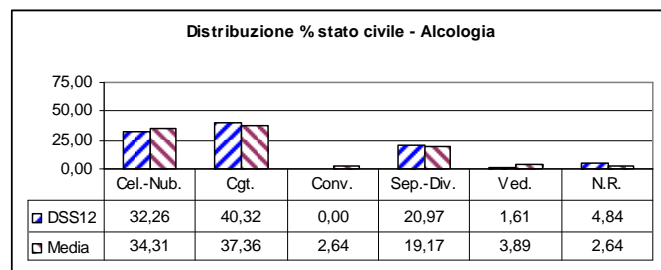 Distribuzione % stato civile - Alcologia
75,00
50,00
25,00
0,00
Cel.-Nub. Cgt. Conv. Sep.-Div. Ved. N.R.
DSS12 32,26 40,32 0,00 20,97 1,61 4,84
Media 34,31 37,36 2,64 19,17 3,89 2,64